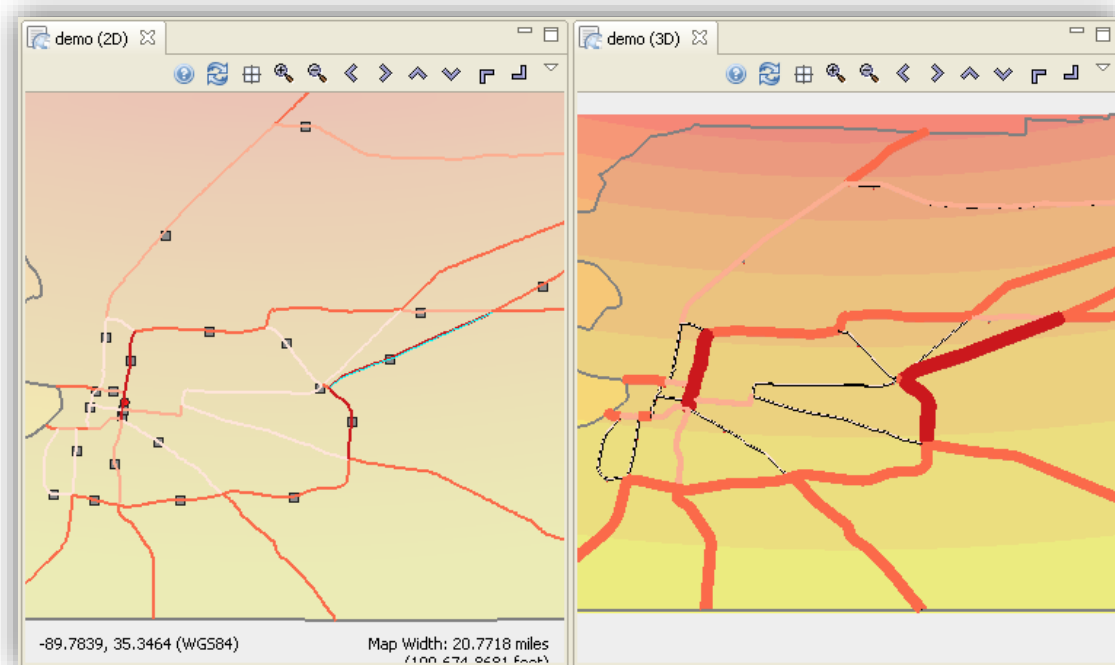 demo (2D)
demo (3D)
-89.7839, 35.3464 (WGS84)
Map Width: 20.7718 miles